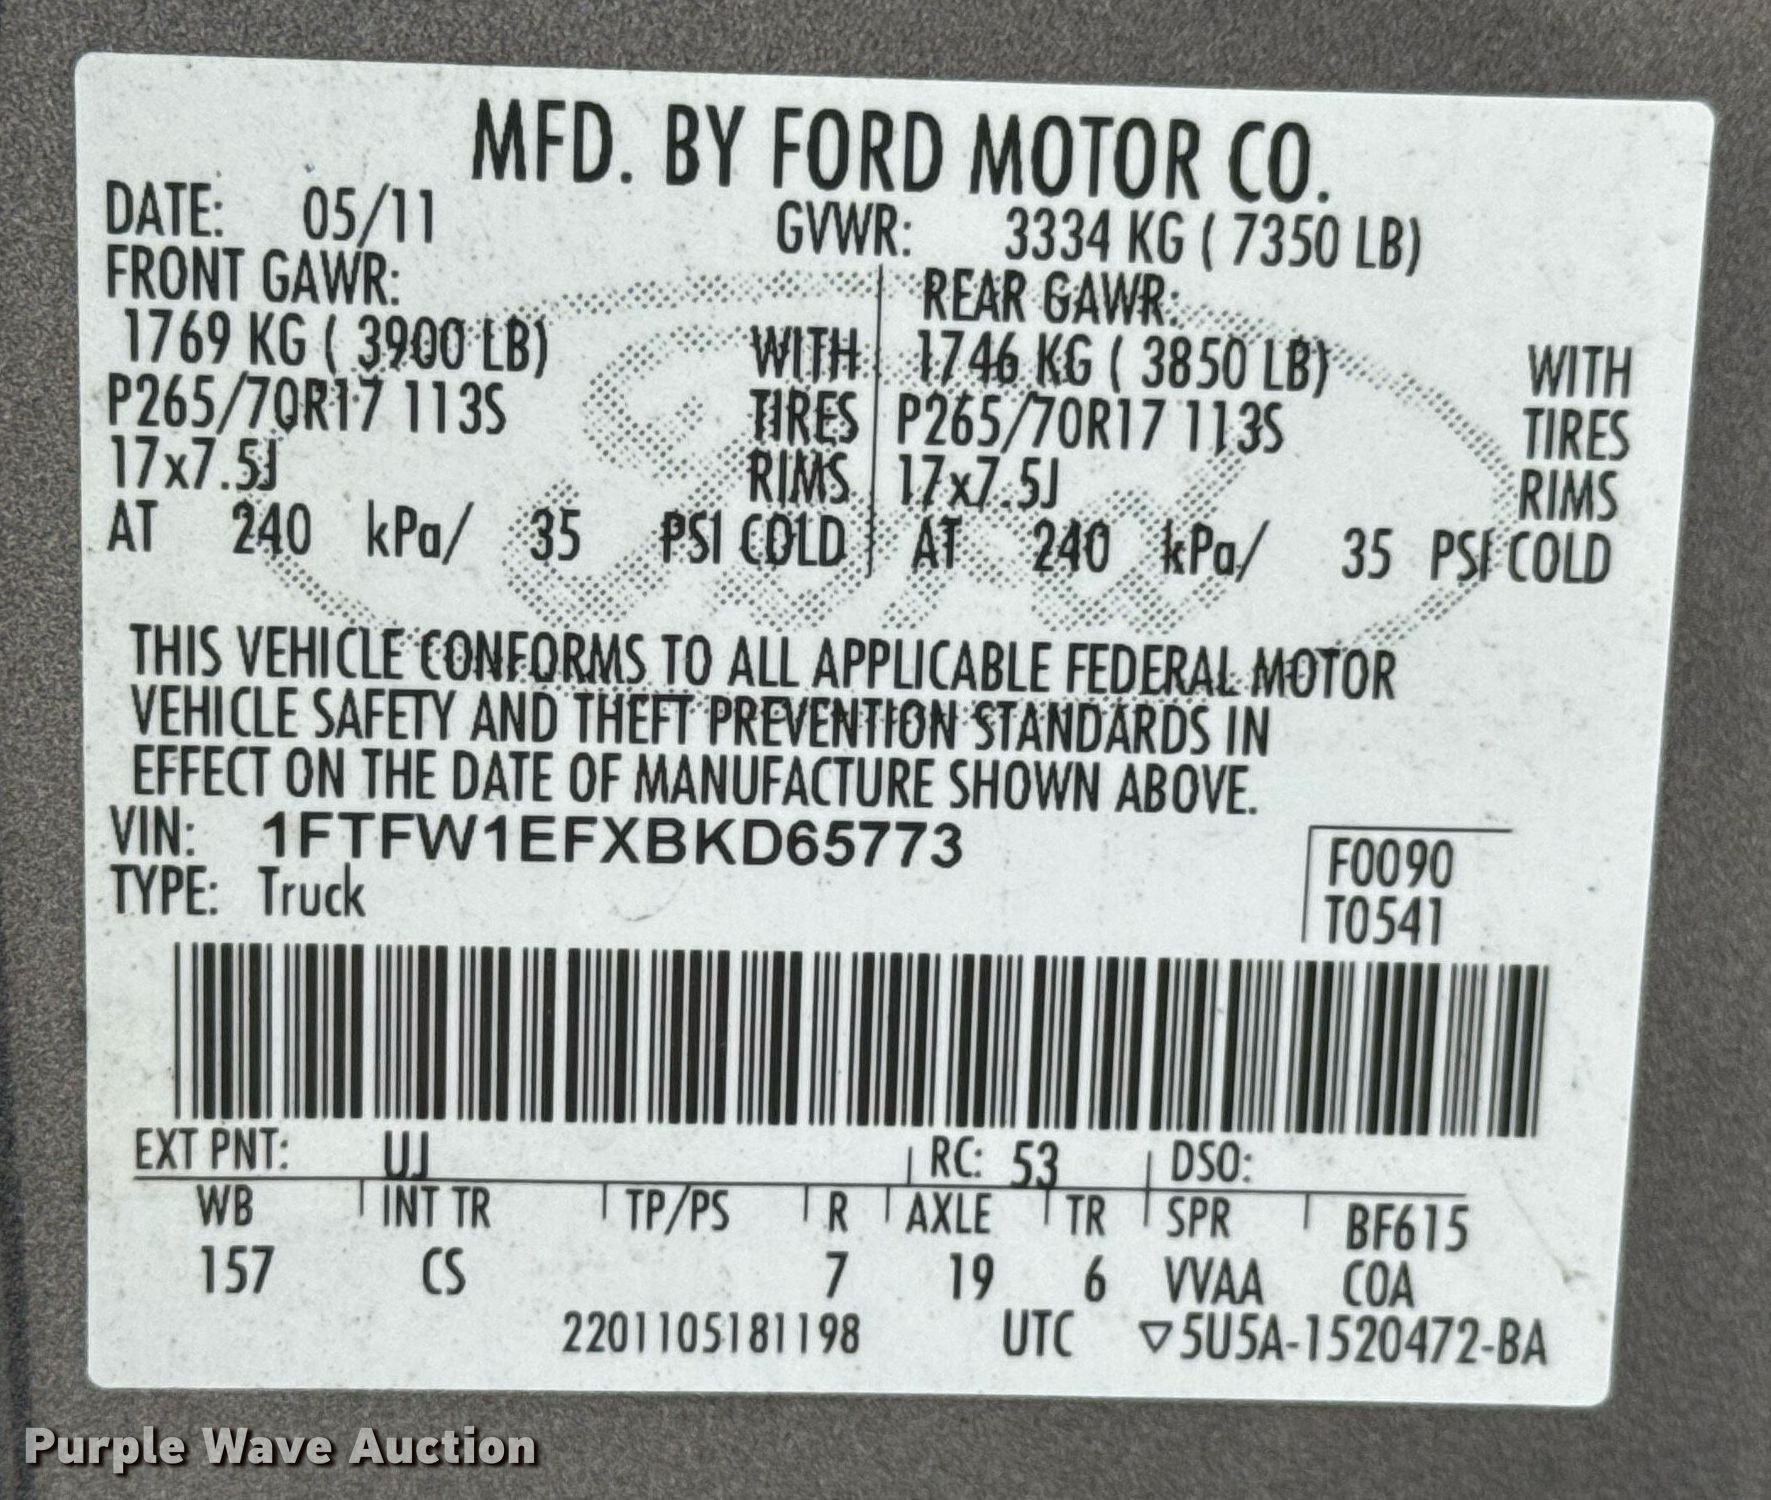 MFD. BY FORD MOTOR CO.
DATE: 05/11 GVWR: 3334 KG ( 7350 LB)
FRONT GAWR: REAR GAWR:
1769 KG ( 3900 LB) WITH 1746 KG ( 3850 LB) WITH
P265/70R17 113S TIRES P265/70R17 113S TIRES
17x7.5J RIMS 17x7.5J RIMS
AT 240 kPa/ 35 PSI COLD AT 240 kPa/ 35 PSI COLD
THIS VEHICLE CONFORMS TO ALL APPLICABLE FEDERAL MOTOR
VEHICLE SAFETY AND THEFT PREVENTION STANDARDS IN
EFFECT ON THE DATE OF MANUFACTURE SHOWN ABOVE.
VIN: 1FTFW1EFXBKD65773 F0090
TYPE: Truck T0541
EXT PNT: UJ RC: 53 DSO:
WB INT TR TP/PS R AXLE TR SPR BF615
157 CS 7 19 6 VVAA COA
2201105181198 UTC ▽5U5A-1520472-BA
Ford
Purple Wave Auction